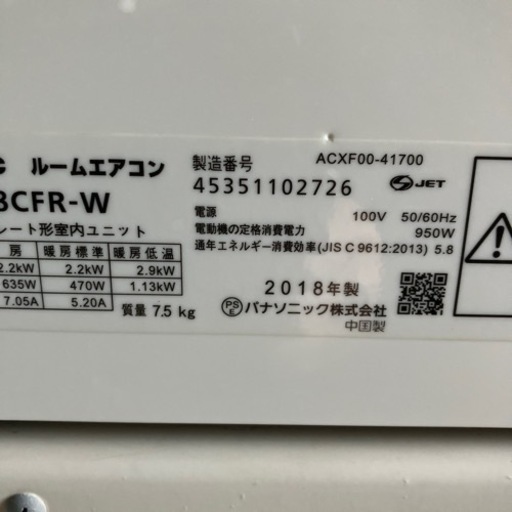 C ルームエアコン 製造番号 ACXF00-41700
8CFR-W 45351102726 JET
レート形室内ユニット 電源 100V 50/60Hz
電動機の定格消費電力 950W
房 暖房標準 暖房低温 通年エネルギー消費効率(JIS C 9612:2013) 5.8
2.2kW 2.2kW 2.9kW
635W 470W 1.13kW 2018年製
7.05A 5.20A 質量 7.5 kg PSE パナソニック株式会社
中国製